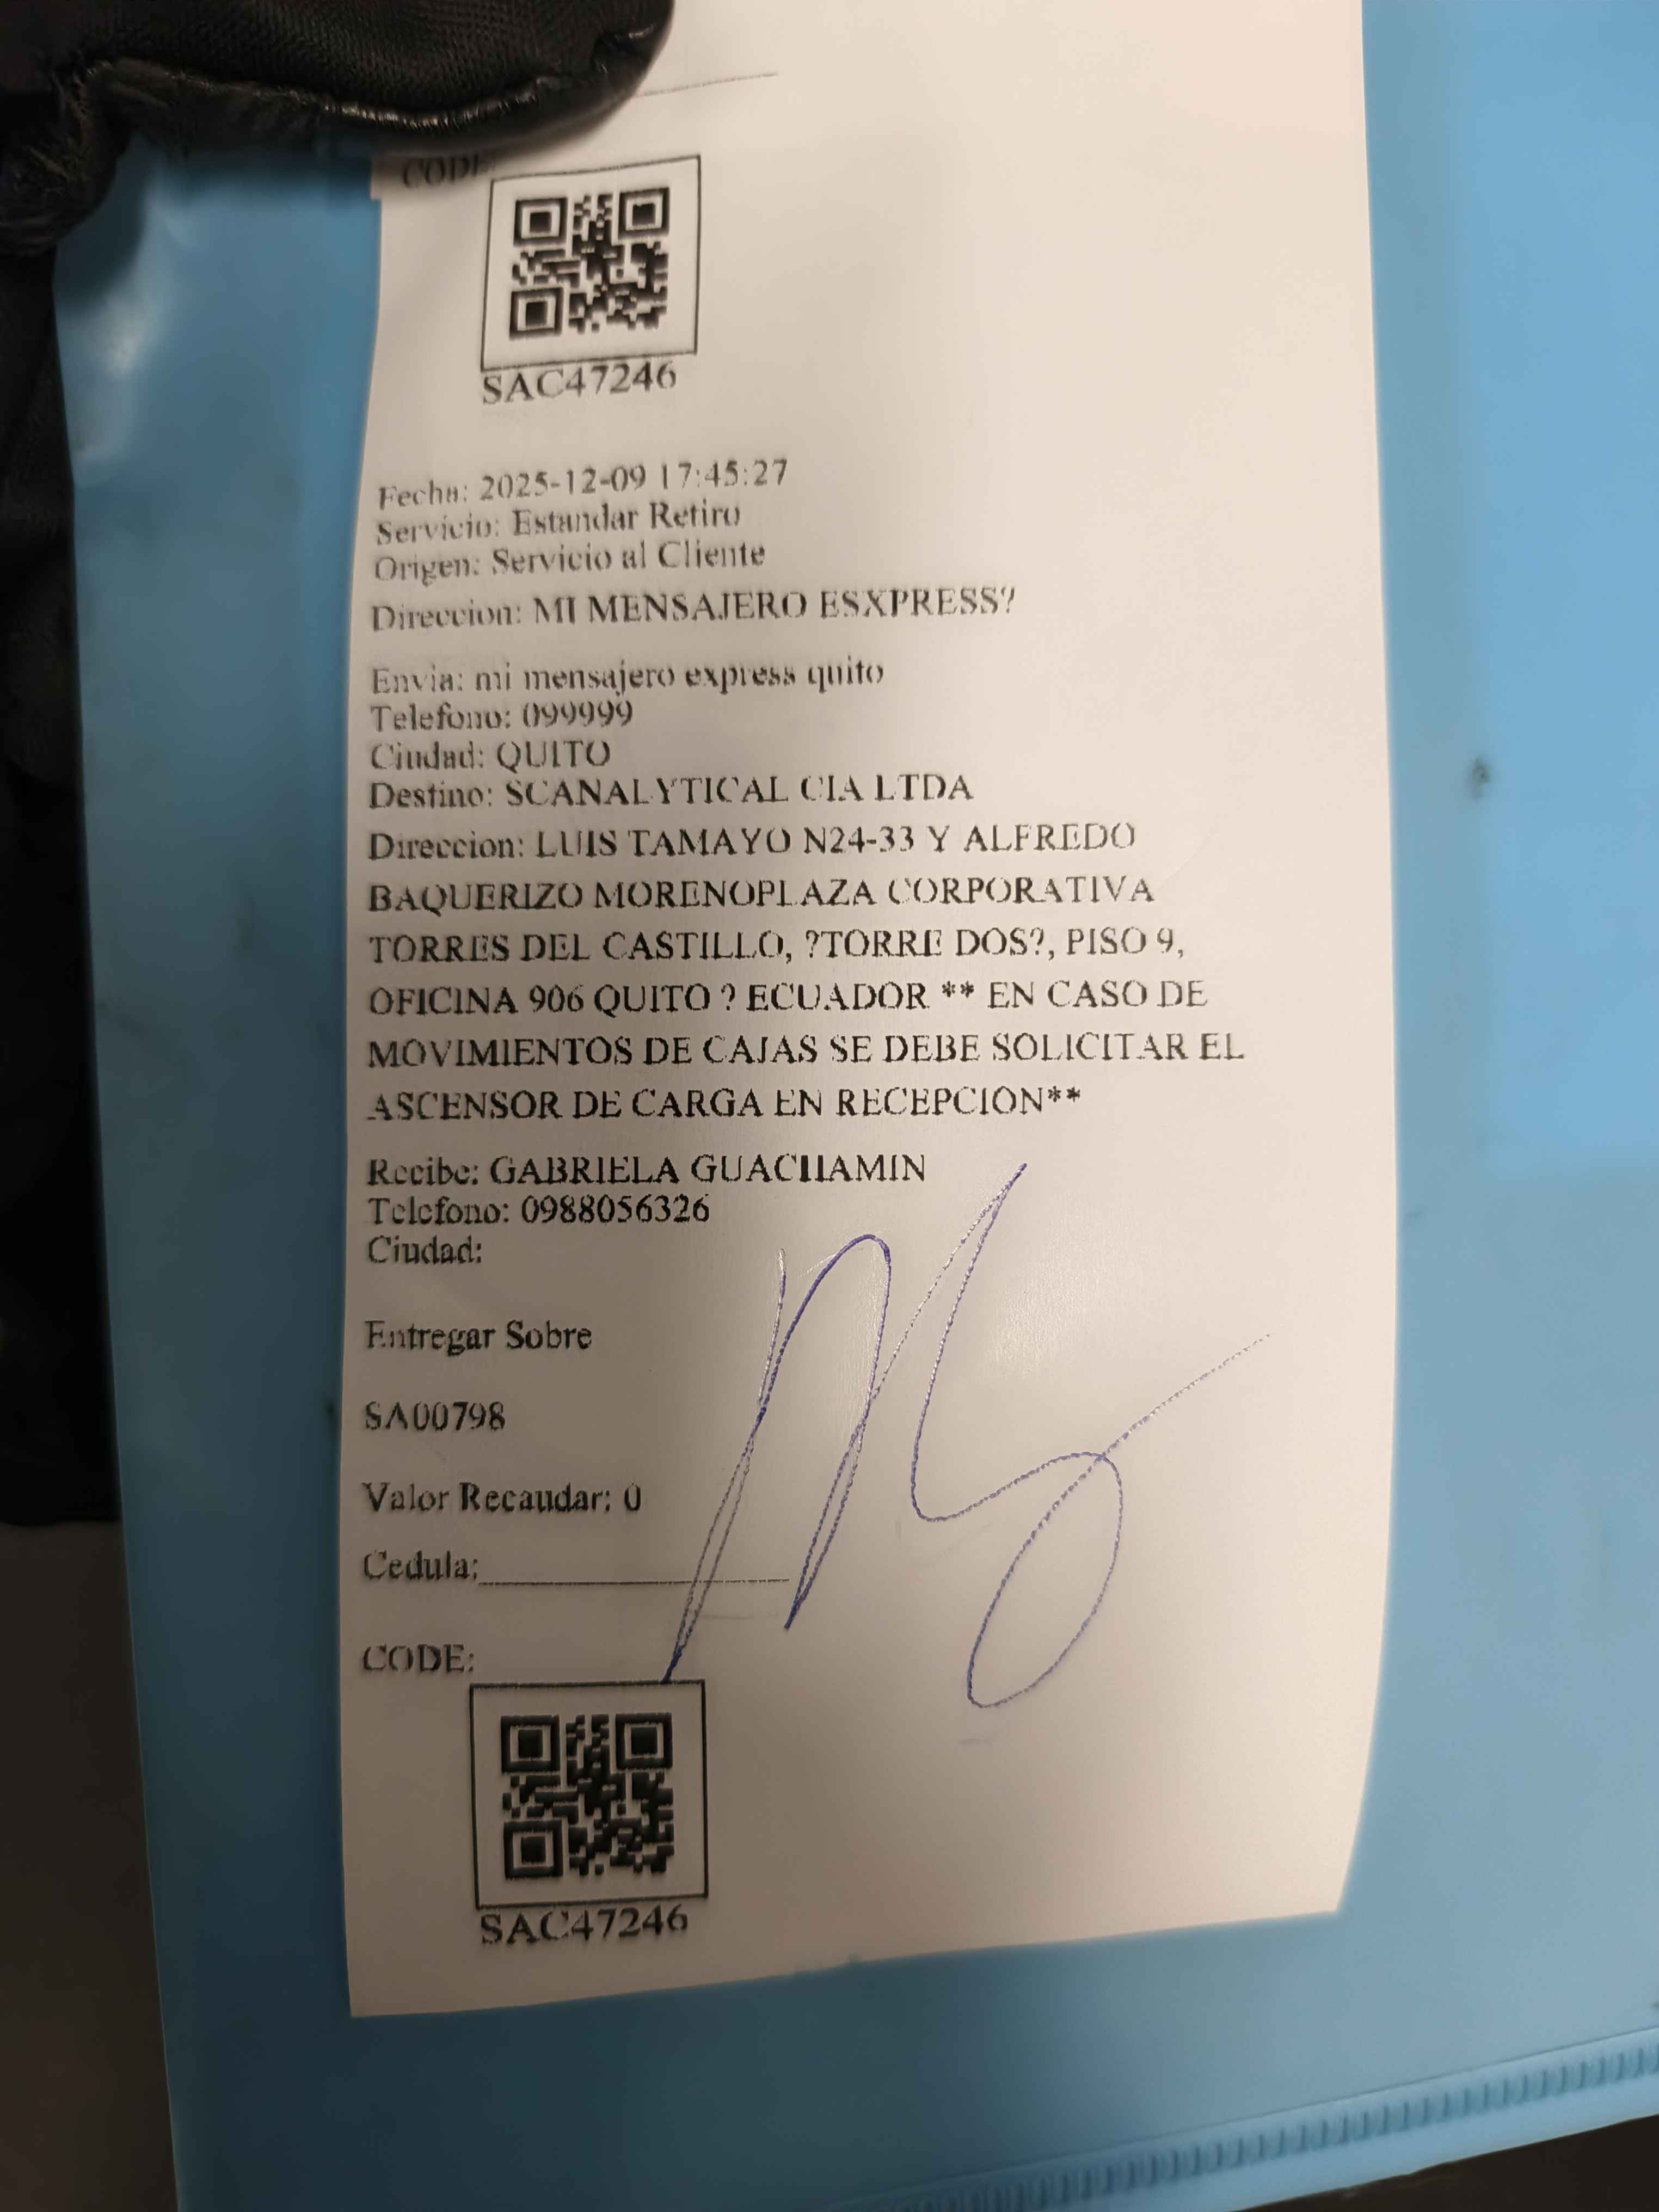 CODE:
SAC47246
Fecha: 2025-12-09 17:45:27
Servicio: Estandar Retiro
Origen: Servicio al Cliente
Direccion: MI MENSAJERO ESXPRESS?
Envia: mi mensajero express quito
Telefono: 099999
Ciudad: QUITO
Destino: SCANALYTICAL CIA LTDA
Direccion: LUIS TAMAYO N24-33 Y ALFREDO
BAQUERIZO MORENOPLAZA CORPORATIVA
TORRES DEL CASTILLO, ?TORRE DOS?, PISO 9,
OFICINA 906 QUITO ? ECUADOR ** EN CASO DE
MOVIMIENTOS DE CAJAS SE DEBE SOLICITAR EL
ASCENSOR DE CARGA EN RECEPCION**
Recibe: GABRIELA GUACHAMIN
Telefono: 0988056326
Ciudad:
Entregar Sobre
SA00798
Valor Recaudar: 0
Cedula:
CODE:
SAC47246